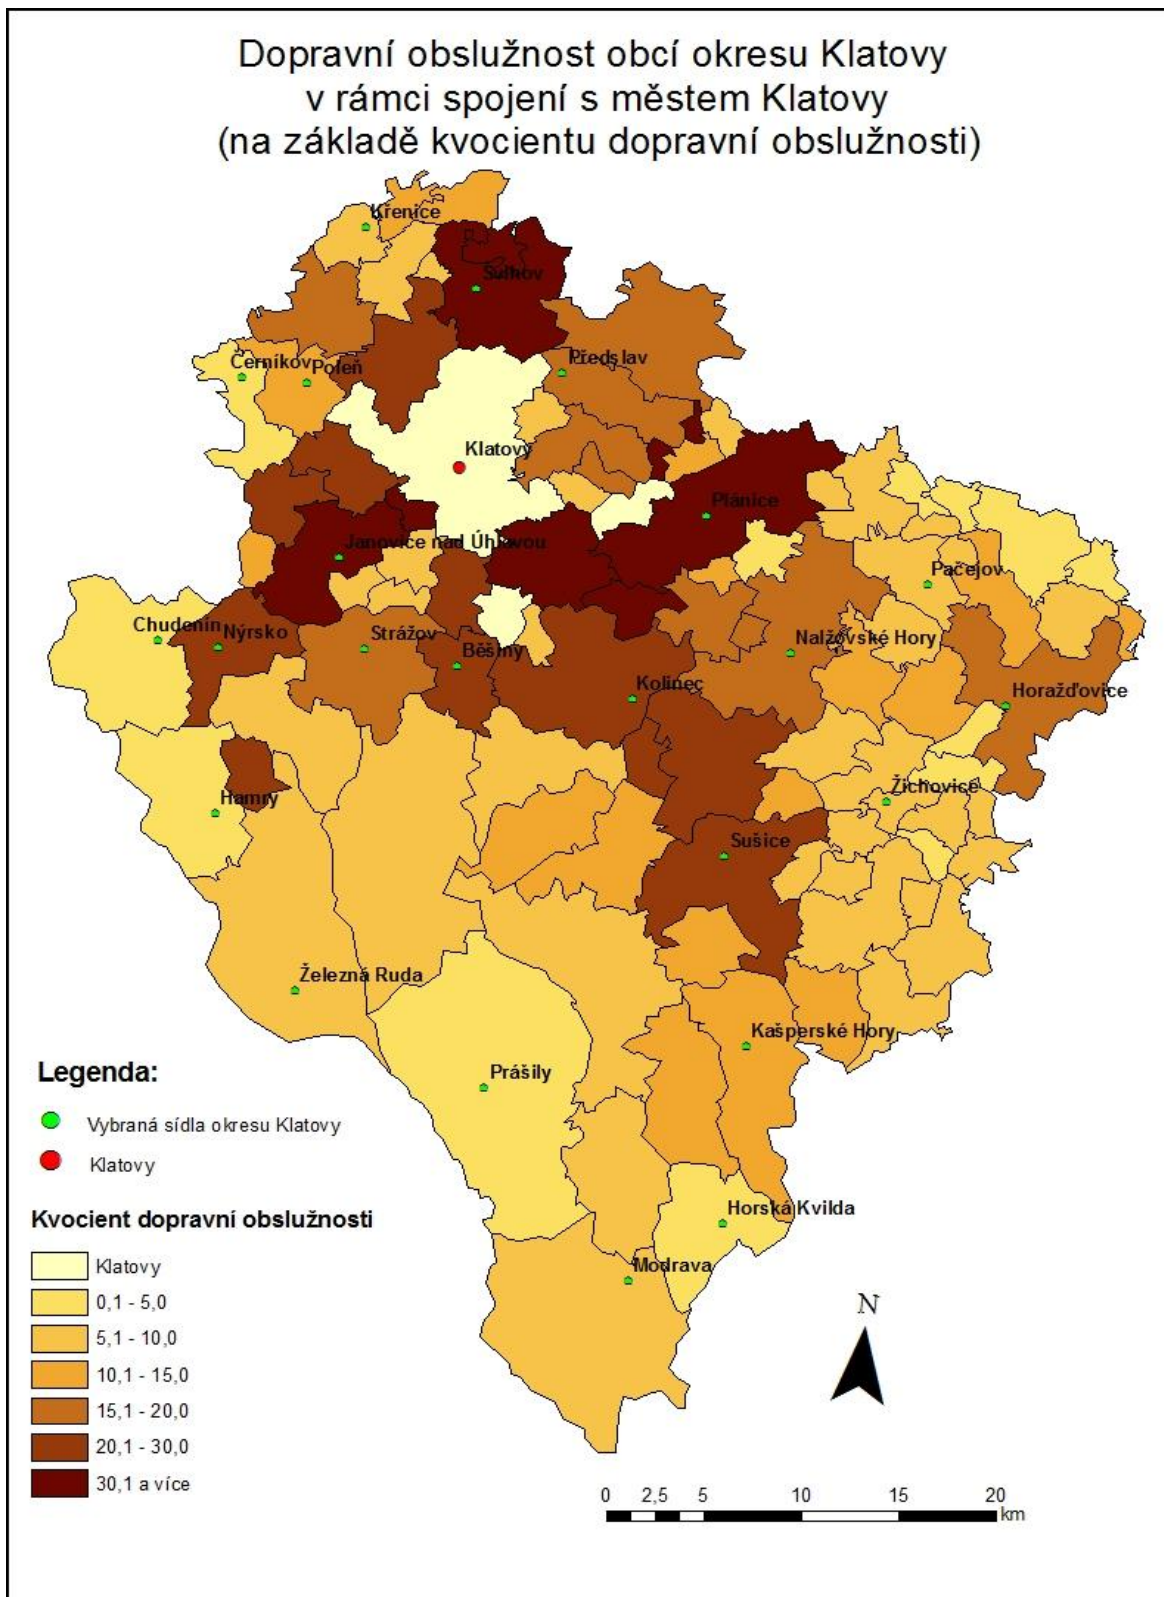 Dopravní obslužnost obcí okresu Klatovy
v rámci spojení s městem Klatovy
(na základě kvocientu dopravní obslužnosti)
Křenice
Švihov
Předslav
Černíkov
Poleň
Klatovy
Plánice
Janovice nad Úhlavou
Pačejov
Chudenín
Nýrsko
Strážov
Běšiny
Nalžovské Hory
Kolinec
Horažďovice
Hamry
Žichovice
Sušice
Železná Ruda
Kašperské Hory
Prášily
Horská Kvilda
Modrava
Legenda:
Vybraná sídla okresu Klatovy
Klatovy
Kvocient dopravní obslužnosti
Klatovy
0,1 - 5,0
5,1 - 10,0
10,1 - 15,0
15,1 - 20,0
20,1 - 30,0
30,1 a více
N
0 2,5 5 10 15 20
km